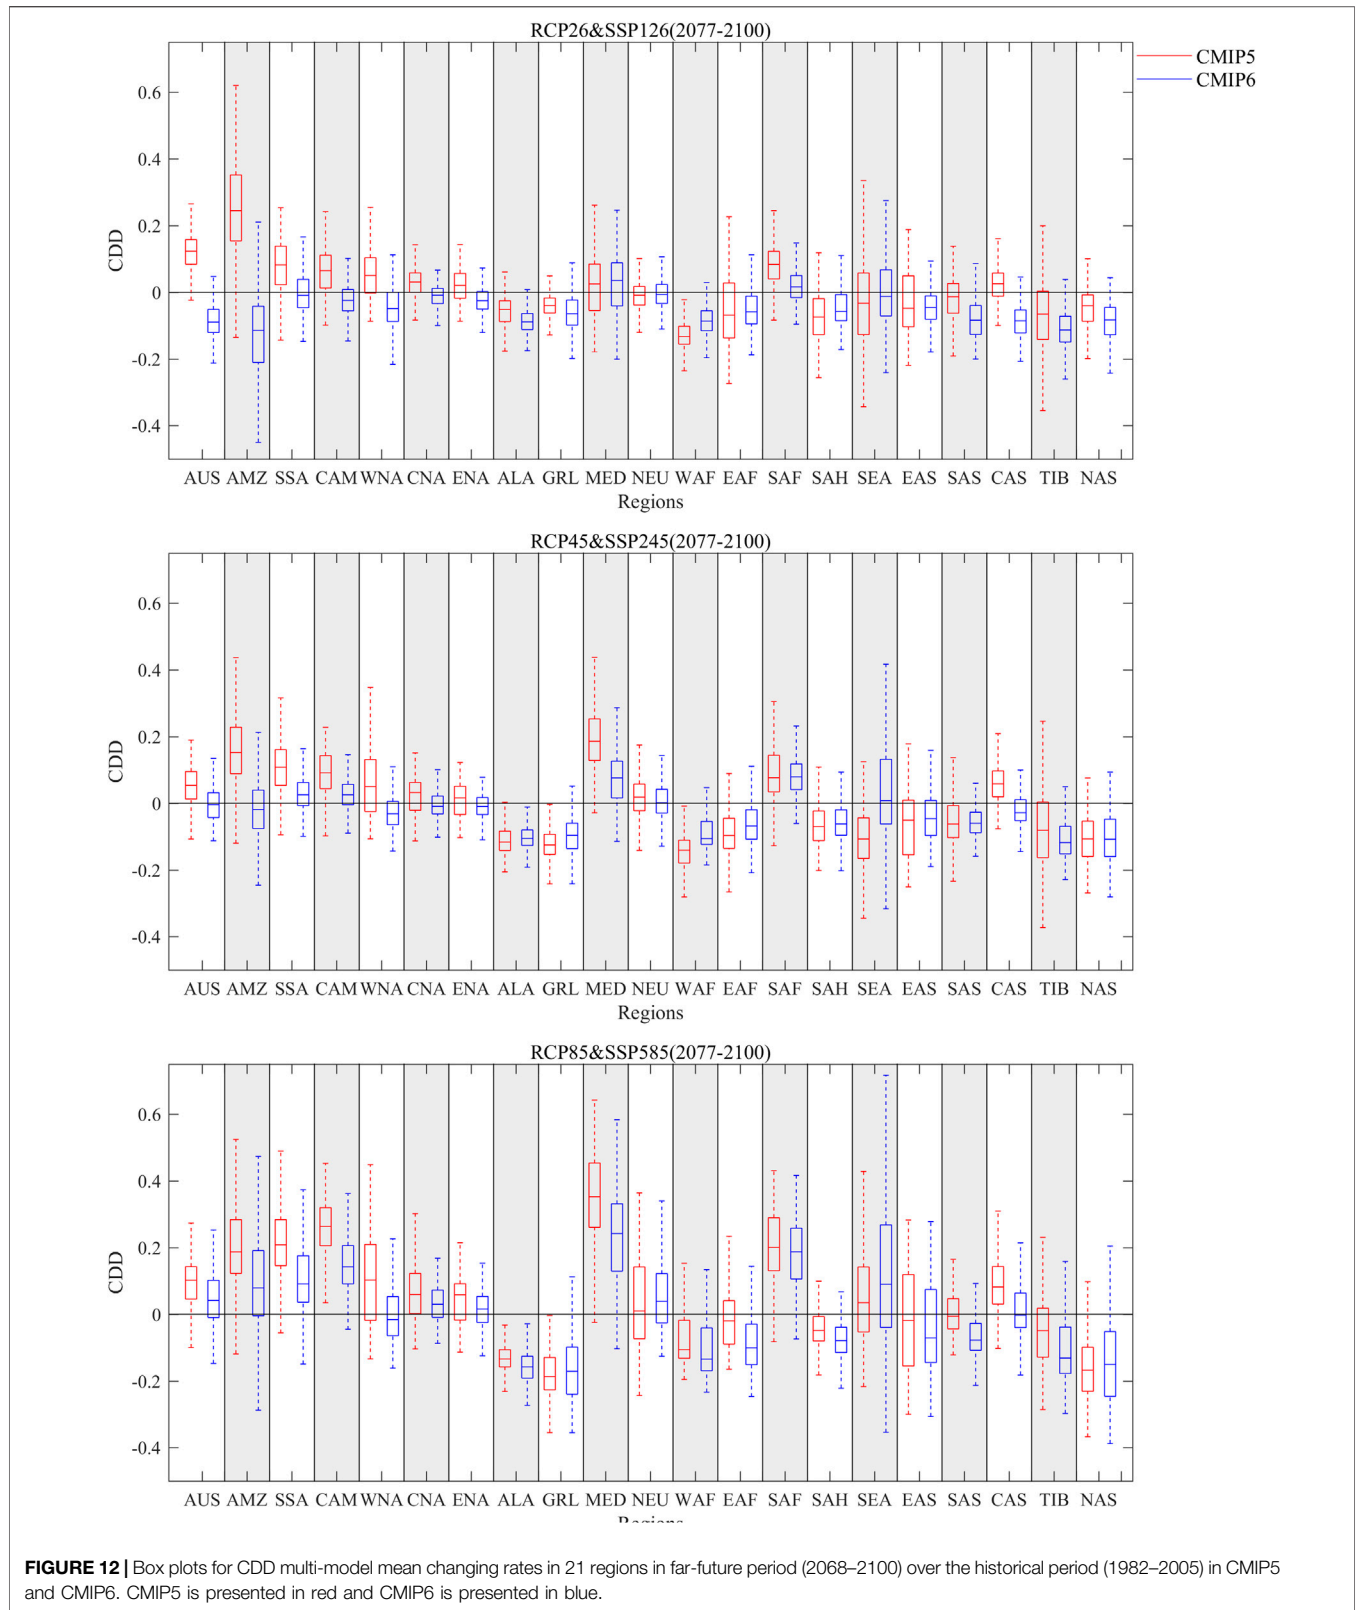 RCP26&SSP126(2077-2100)
CMIP5
CMIP6
0.6
0.4
0.2
0
-0.2
-0.4
CDD
AUS AMZ SSA CAM WNA CNA ENA ALA GRL MED NEU WAF EAF SAF SAH SEA EAS SAS CAS TIB NAS
Regions
RCP45&SSP245(2077-2100)
0.6
0.4
0.2
0
-0.2
-0.4
CDD
AUS AMZ SSA CAM WNA CNA ENA ALA GRL MED NEU WAF EAF SAF SAH SEA EAS SAS CAS TIB NAS
Regions
RCP85&SSP585(2077-2100)
0.6
0.4
0.2
0
-0.2
-0.4
CDD
AUS AMZ SSA CAM WNA CNA ENA ALA GRL MED NEU WAF EAF SAF SAH SEA EAS SAS CAS TIB NAS
Regions
FIGURE 12 | Box plots for CDD multi-model mean changing rates in 21 regions in far-future period (2068–2100) over the historical period (1982–2005) in CMIP5
and CMIP6. CMIP5 is presented in red and CMIP6 is presented in blue.